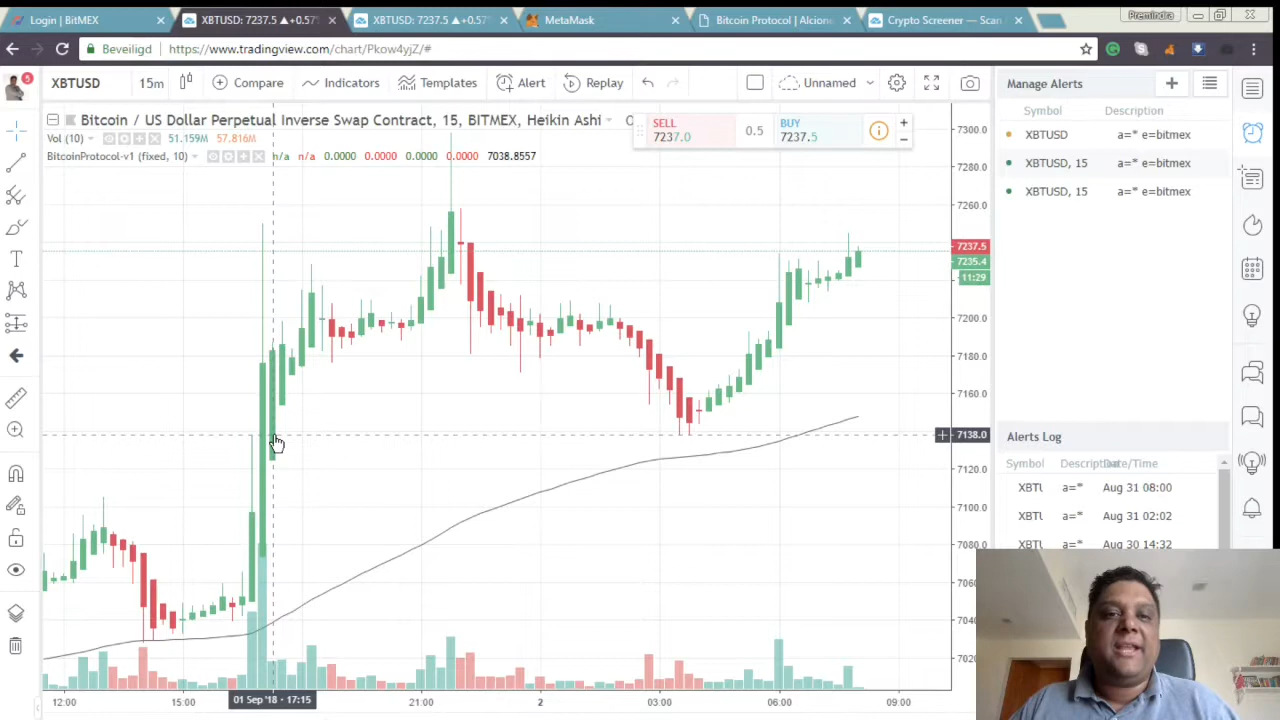 Login | BitMEX
XBTUSD: 7237.5 ▲+0.57%
XBTUSD: 7237.5 ▲+0.57%
MetaMask
Bitcoin Protocol | Alcione
Crypto Screener — Scan
Premindra
Beveiligd
https://www.tradingview.com/chart/Pkow4yjZ/#
5
XBTUSD
15m
Compare
Indicators
Templates
Alert
Replay
Unnamed
Manage Alerts
Bitcoin / US Dollar Perpetual Inverse Swap Contract, 15, BITMEX, Heikin Ashi
Vol (10)
51.159M
57.816M
BitcoinProtocol-v1 (fixed, 10)
n/a
n/a
0.0000
0.0000
0.0000
0.0000
7038.8557
SELL
7237.0
0.5
BUY
7237.5
Symbol
Description
XBTUSD
a=* e=bitmex
XBTUSD, 15
a=* e=bitmex
XBTUSD, 15
a=* e=bitmex
7300.0
7280.0
7260.0
7237.5
7235.4
11:29
7200.0
7180.0
7160.0
7138.0
7120.0
7100.0
7080.0
7060
7040
7020
Alerts Log
Symbol
Description
Date/Time
XBTU
a=*
Aug 31 08:00
XBTU
a=*
Aug 31 02:02
XBTU
a=*
Aug 30 14:32
12:00
15:00
01 Sep '18 - 17:15
21:00
2
03:00
06:00
09:00